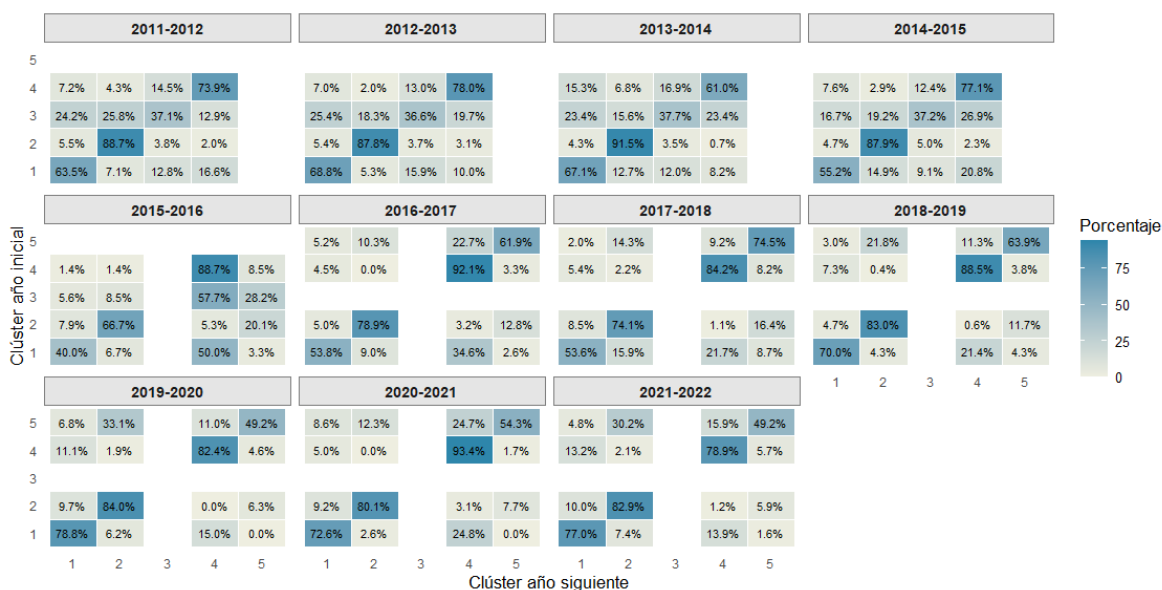 2011-2012 2012-2013 2013-2014 2014-2015
5
4 7.2% 4.3% 14.5% 73.9% 7.0% 2.0% 13.0% 78.0% 15.3% 6.8% 16.9% 61.0% 7.6% 2.9% 12.4% 77.1%
3 24.2% 25.8% 37.1% 12.9% 25.4% 18.3% 36.6% 19.7% 23.4% 15.6% 37.7% 23.4% 16.7% 19.2% 37.2% 26.9%
2 5.5% 88.7% 3.8% 2.0% 5.4% 87.8% 3.7% 3.1% 4.3% 91.5% 3.5% 0.7% 4.7% 87.9% 5.0% 2.3%
1 63.5% 7.1% 12.8% 16.6% 68.8% 5.3% 15.9% 10.0% 67.1% 12.7% 12.0% 8.2% 55.2% 14.9% 9.1% 20.8%
2015-2016 2016-2017 2017-2018 2018-2019
5 5.2% 10.3% 22.7% 61.9% 2.0% 14.3% 9.2% 74.5% 3.0% 21.8% 11.3% 63.9%
4 1.4% 1.4% 88.7% 8.5% 4.5% 0.0% 92.1% 3.3% 5.4% 2.2% 84.2% 8.2% 7.3% 0.4% 88.5% 3.8%
3 5.6% 8.5% 57.7% 28.2%
2 7.9% 66.7% 5.3% 20.1% 5.0% 78.9% 3.2% 12.8% 8.5% 74.1% 1.1% 16.4% 4.7% 83.0% 0.6% 11.7%
1 40.0% 6.7% 50.0% 3.3% 53.8% 9.0% 34.6% 2.6% 53.6% 15.9% 21.7% 8.7% 70.0% 4.3% 21.4% 4.3%
1 2 3 4 5
2019-2020 2020-2021 2021-2022
5 6.8% 33.1% 11.0% 49.2% 8.6% 12.3% 24.7% 54.3% 4.8% 30.2% 15.9% 49.2%
4 11.1% 1.9% 82.4% 4.6% 5.0% 0.0% 93.4% 1.7% 13.2% 2.1% 78.9% 5.7%
3
2 9.7% 84.0% 0.0% 6.3% 9.2% 80.1% 3.1% 7.7% 10.0% 82.9% 1.2% 5.9%
1 78.8% 6.2% 15.0% 0.0% 72.6% 2.6% 24.8% 0.0% 77.0% 7.4% 13.9% 1.6%
1 2 3 4 5 1 2 3 4 5 1 2 3 4 5
Clúster año siguiente
Clúster año inicial
Porcentaje
75
50
25
0